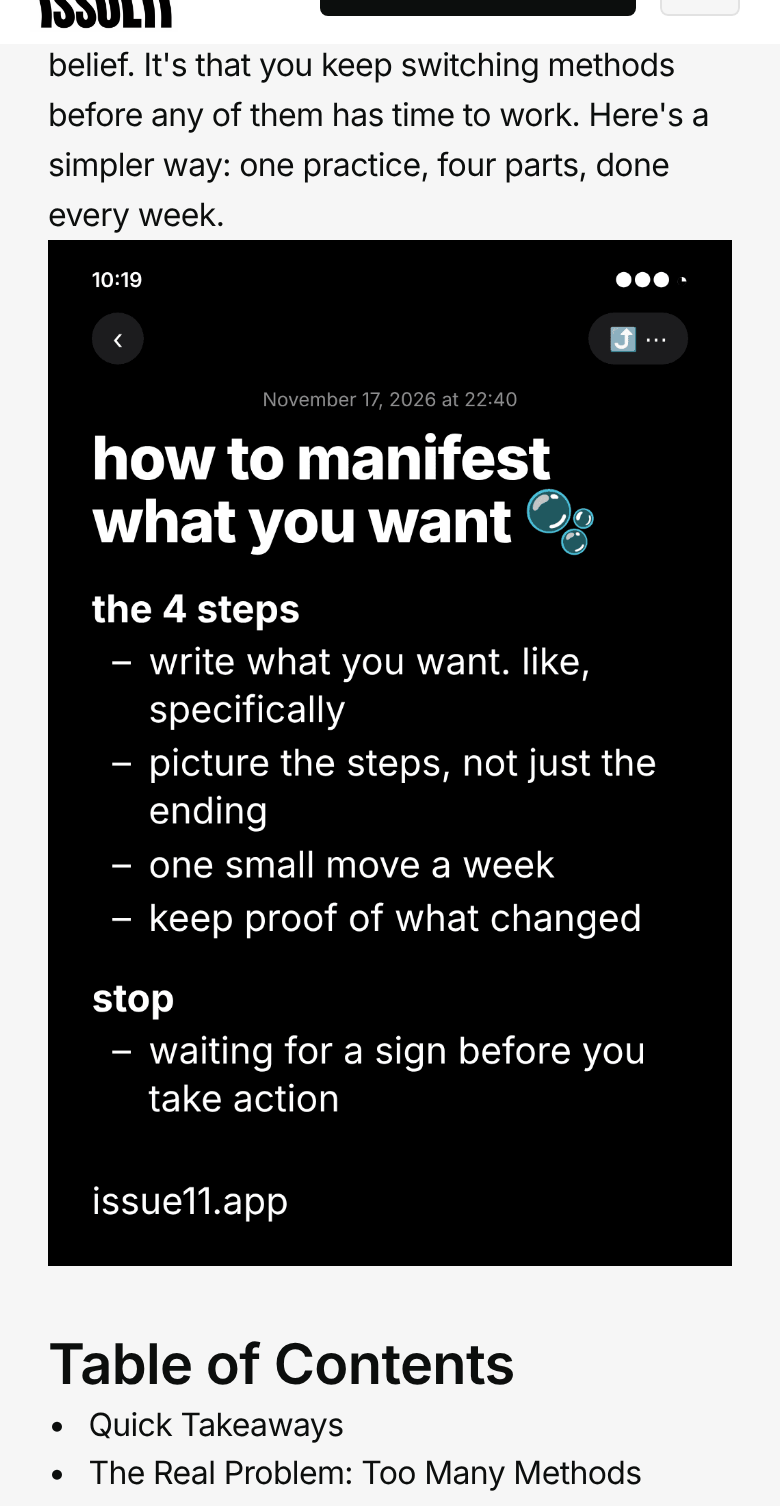 ISSUE11
belief. It's that you keep switching methods
before any of them has time to work. Here's a
simpler way: one practice, four parts, done
every week.
10:19
‹
⤴️ ...
November 17, 2026 at 22:40
how to manifest
what you want 🫧
the 4 steps
– write what you want. like,
specifically
– picture the steps, not just the
ending
– one small move a week
– keep proof of what changed
stop
– waiting for a sign before you
take action
issue11.app
Table of Contents
• Quick Takeaways
• The Real Problem: Too Many Methods